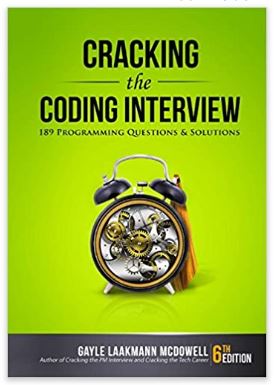 CRACKING
the
CODING INTERVIEW
189 PROGRAMMING QUESTIONS & SOLUTIONS
GAYLE LAAKMANN MCDOWELL
Author of Cracking the PM Interview and Cracking the Tech Career
6TH EDITION